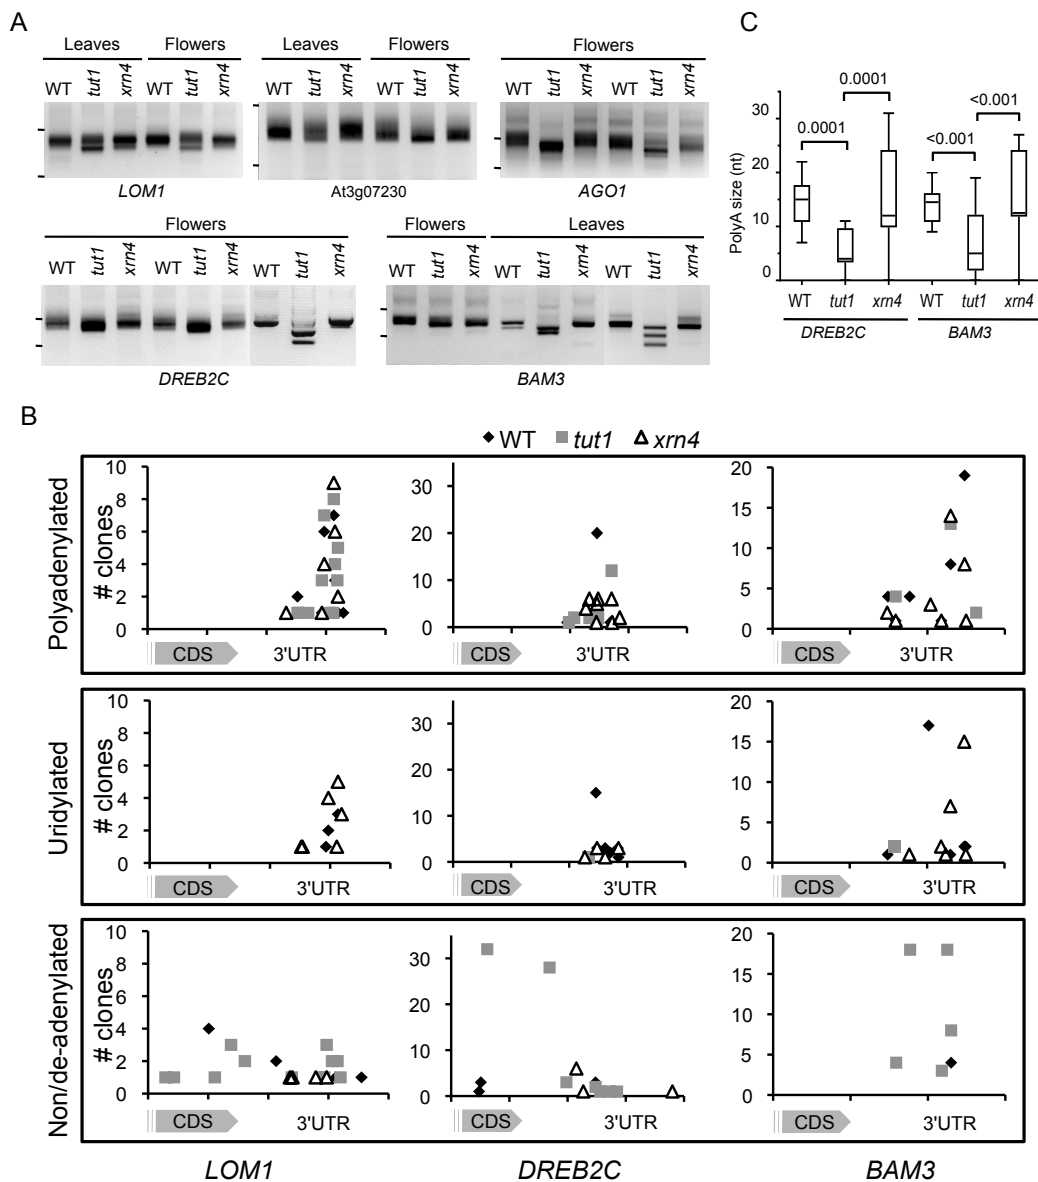 A
Leaves Flowers
WT tut1 xrn4 WT tut1 xrn4
LOM1
Leaves Flowers
WT tut1 xrn4 WT tut1 xrn4
At3g07230
Flowers
WT tut1 xrn4 WT tut1 xrn4
AGO1
Flowers
WT tut1 xrn4 WT tut1 xrn4 WT tut1 xrn4
DREB2C
Flowers Leaves
WT tut1 xrn4 WT tut1 xrn4 WT tut1 xrn4
BAM3
C
PolyA size (nt)
30
20
10
0
0.0001
0.0001
<0.001
<0.001
WT tut1 xrn4 WT tut1 xrn4
DREB2C BAM3
B
WT tut1 xrn4
Polyadenylated
# clones
10
8
6
4
2
0
CDS 3'UTR
30
20
10
0
CDS 3'UTR
20
15
10
5
0
CDS 3'UTR
Uridylated
# clones
10
8
6
4
2
0
CDS 3'UTR
30
20
10
0
CDS 3'UTR
20
15
10
5
0
CDS 3'UTR
Non/de-adenylated
# clones
10
8
6
4
2
0
CDS 3'UTR
30
20
10
0
CDS 3'UTR
20
15
10
5
0
CDS 3'UTR
LOM1 DREB2C BAM3